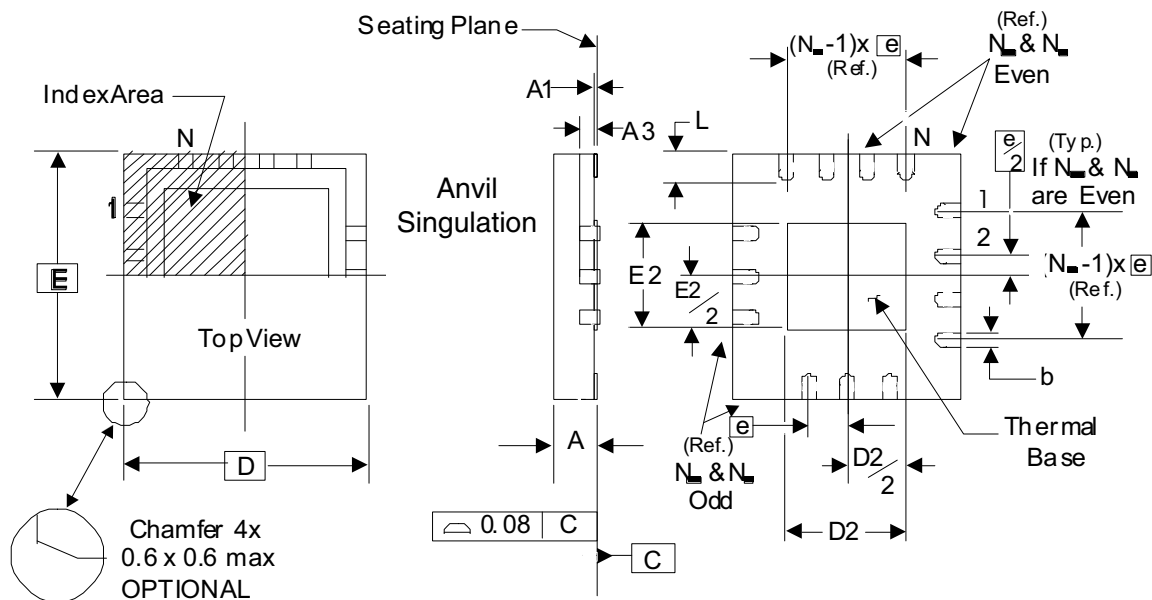 Seating Plane
Index Area
N
1
E
Top View
D
Chamfer 4x
0.6 x 0.6 max
OPTIONAL
Anvil
Singulation
A1
A3
A
0.08 C
C
L
(N -1)x e
(Ref.)
(Ref.)
N & N
Even
N
e/2
(Typ.)
If N & N
are Even
1
2
(N -1)x e
(Ref.)
E2
E2/2
b
e
(Ref.)
N & N
Odd
D2/2
D2
Thermal
Base